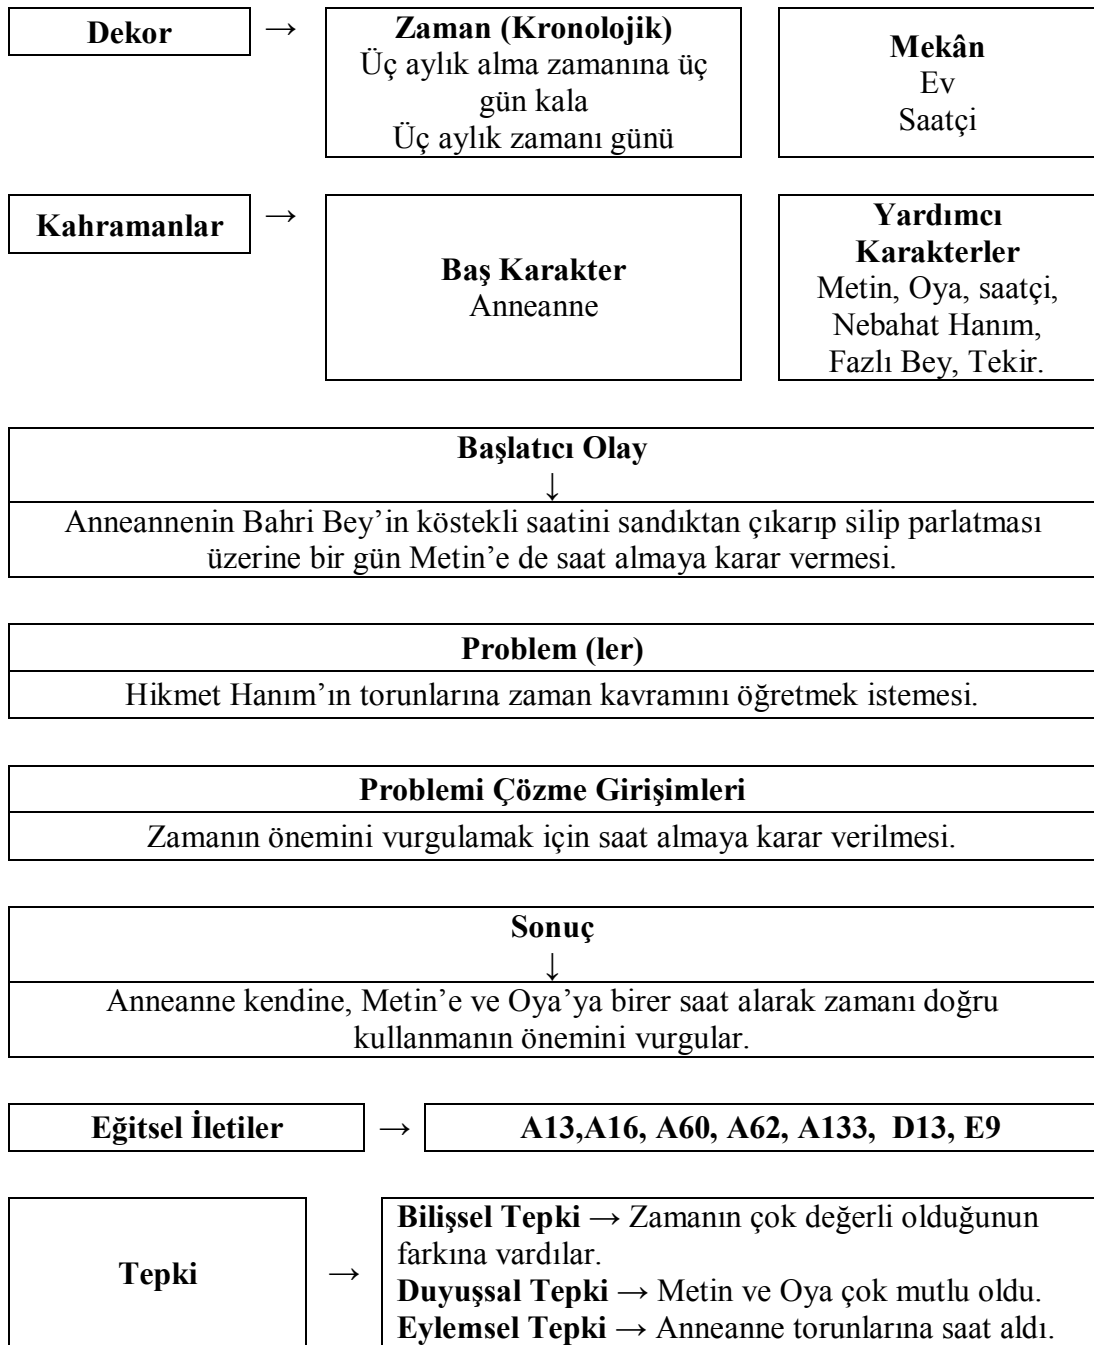 Dekor
→
Zaman (Kronolojik)
Üç aylık alma zamanına üç
gün kala
Üç aylık zamanı günü
Mekân
Ev
Saatçi
Kahramanlar
→
Baş Karakter
Anneanne
Yardımcı
Karakterler
Metin, Oya, saatçi,
Nebahat Hanım,
Fazlı Bey, Tekir.
Başlatıcı Olay
↓
Anneannenin Bahri Bey’in köstekli saatini sandıktan çıkarıp silip parlatması
üzerine bir gün Metin’e de saat almaya karar vermesi.
Problem (ler)
Hikmet Hanım’ın torunlarına zaman kavramını öğretmek istemesi.
Problemi Çözme Girişimleri
Zamanın önemini vurgulamak için saat almaya karar verilmesi.
Sonuç
↓
Anneanne kendine, Metin’e ve Oya’ya birer saat alarak zamanı doğru
kullanmanın önemini vurgular.
Eğitsel İletiler
→
A13,A16, A60, A62, A133, D13, E9
Tepki
→
Bilişsel Tepki → Zamanın çok değerli olduğunun
farkına vardılar.
Duyuşsal Tepki → Metin ve Oya çok mutlu oldu.
Eylemsel Tepki → Anneanne torunlarına saat aldı.